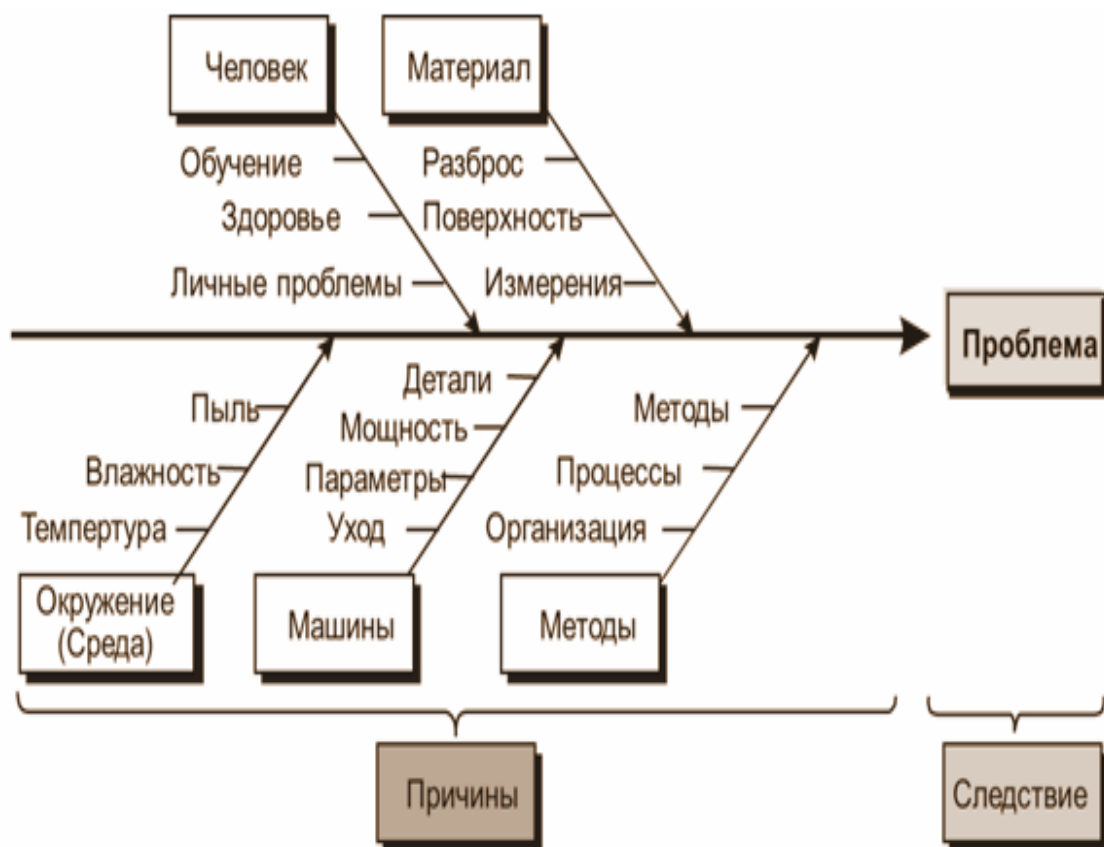 Человек
Материал
Обучение
Разброс
Здоровье
Поверхность
Личные проблемы
Измерения
Проблема
Детали
Пыль
Методы
Мощность
Влажность
Параметры
Процессы
Темпертура
Уход
Организация
Окружение
(Среда)
Машины
Методы
Причины
Следствие